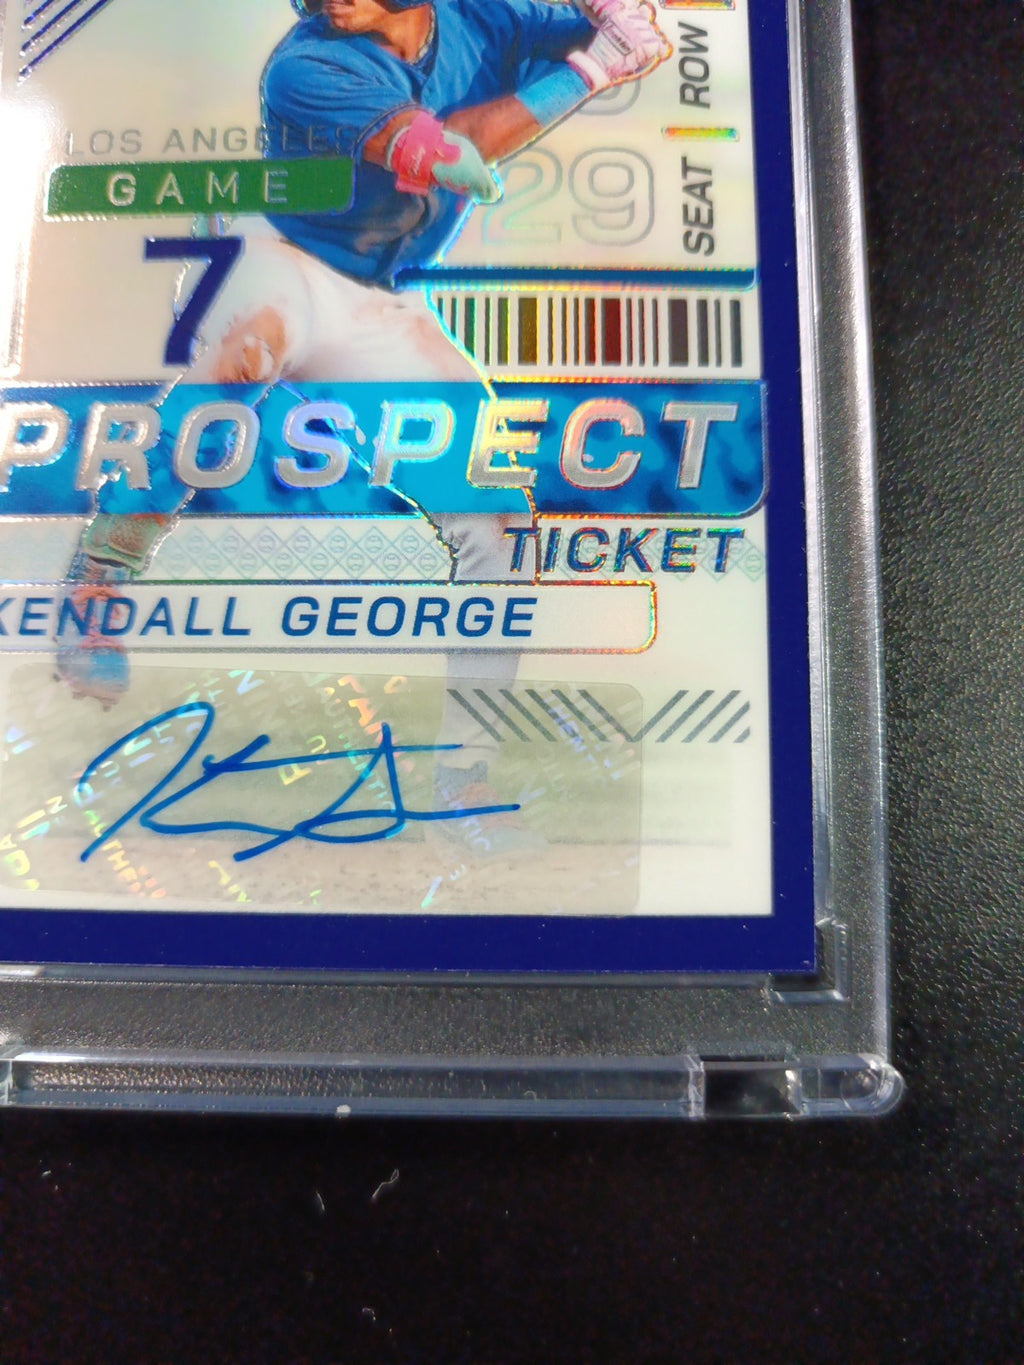 ROW
LOS ANGELES
GAME
29
SEAT
7
PROSPECT
TICKET
KENDALL GEORGE